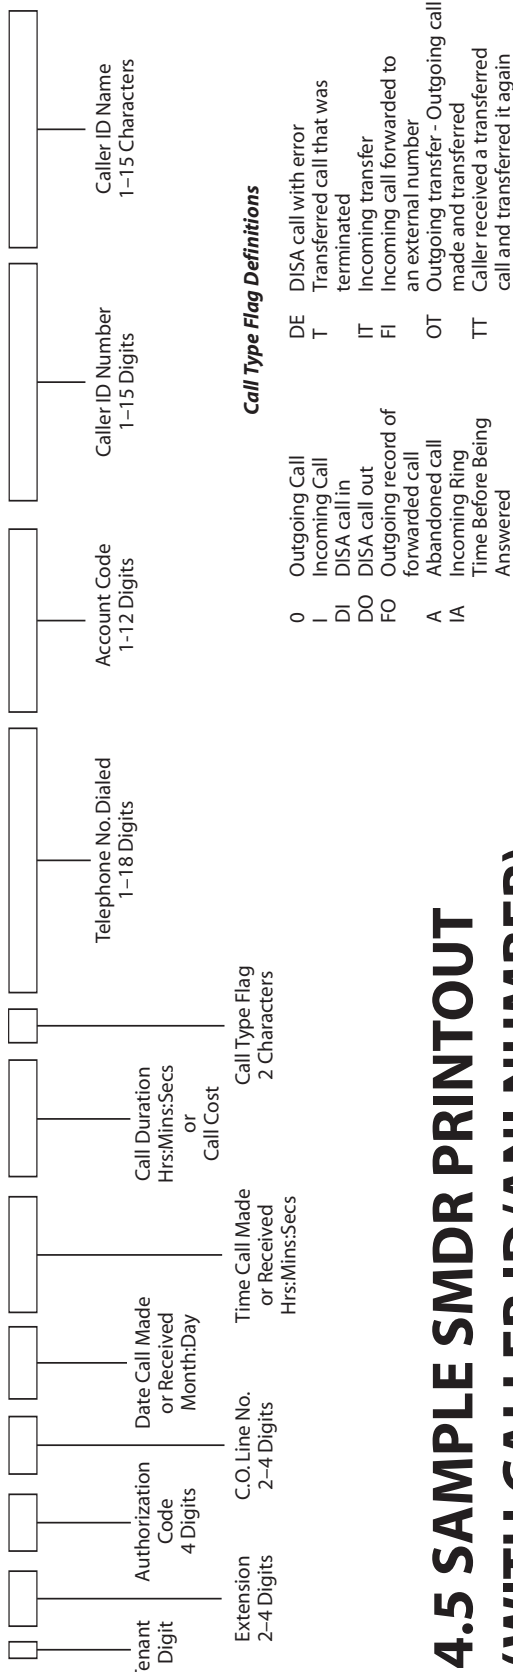 Tenant
Digit
Extension
2–4 Digits
Authorization
Code
4 Digits
C.O. Line No.
2–4 Digits
Date Call Made
or Received
Month:Day
Time Call Made
or Received
Hrs:Mins:Secs
Call Duration
Hrs:Mins:Secs
or
Call Cost
Call Type Flag
2 Characters
Telephone No. Dialed
1–18 Digits
Account Code
1-12 Digits
Caller ID Number
1–15 Digits
Caller ID Name
1–15 Characters
Call Type Flag Definitions
0 Outgoing Call
I Incoming Call
DI DISA call in
DO DISA call out
FO Outgoing record of
forwarded call
A Abandoned call
IA Incoming Ring
Time Before Being
Answered
DE DISA call with error
T Transferred call that was
terminated
IT Incoming transfer
FI Incoming call forwarded to
an external number
OT Outgoing transfer - Outgoing call
made and transferred
TT Caller received a transferred
call and transferred it again
4.5 SAMPLE SMDR PRINTOUT
(WITH CALLER ID/ANI NUMBER)